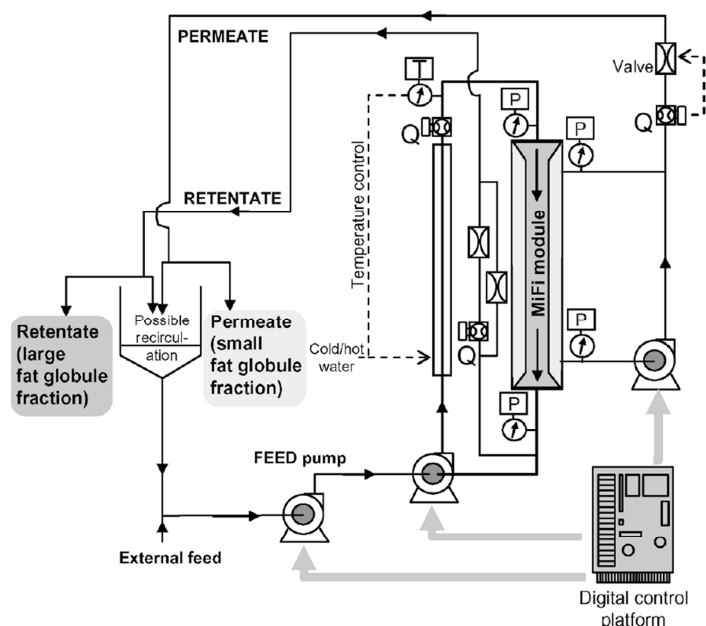 PERMEATE
RETENTATE
T
P
P
P
P
Q
Q
Q
Valve
Temperature control
MiFi module
Retentate
(large
fat globule
fraction)
Possible
recircul-
ation
Permeate
(small
fat globule
fraction)
Cold/hot
water
FEED pump
External feed
Digital control
platform